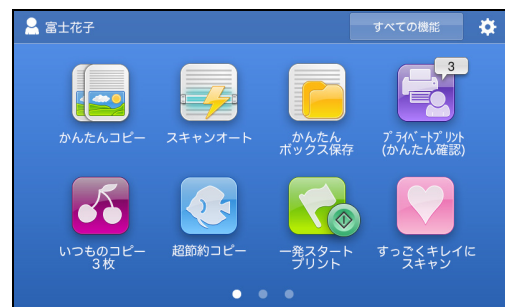 富士花子
すべての機能
3
かんたんコピー
スキャンオート
かんたん
ボックス保存
プライベートプリント
(かんたん確認)
いつものコピー
3枚
超節約コピー
一発スタート
プリント
すっごくキレイに
スキャン